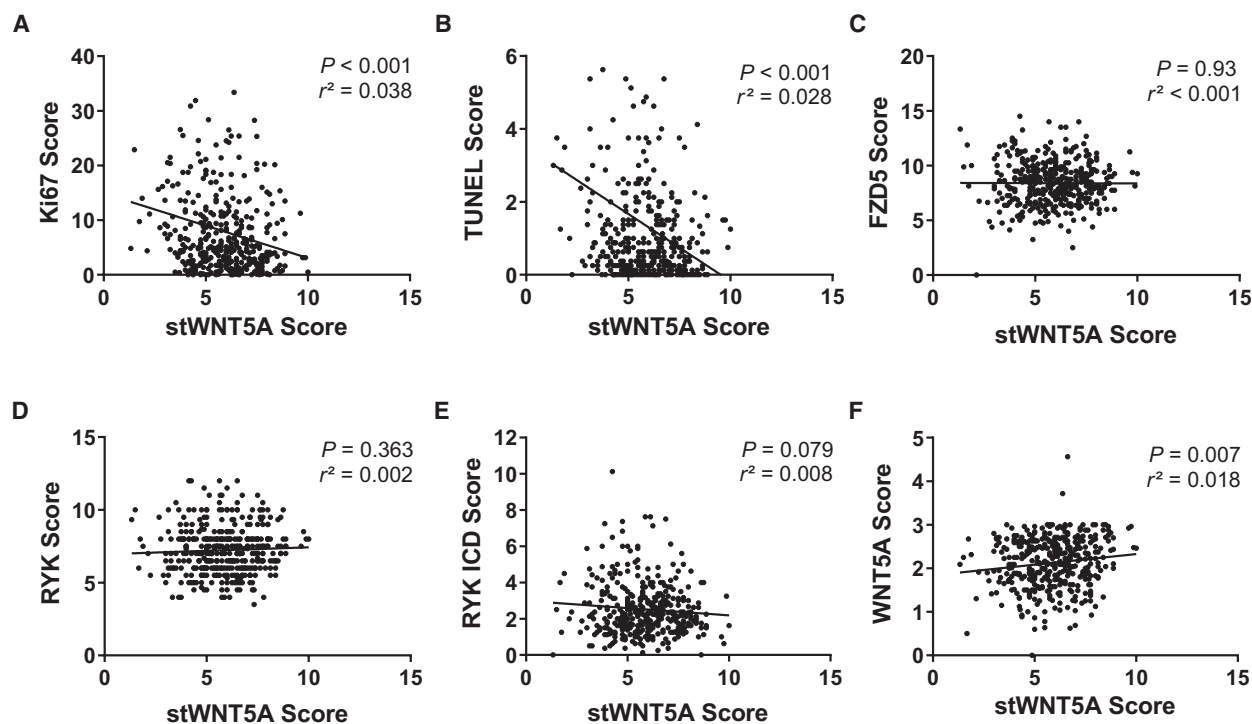 A
Ki67 Score
40
30
20
10
0
0 5 10 15
stWNT5A Score
P < 0.001
r² = 0.038
B
TUNEL Score
6
4
2
0
0 5 10 15
stWNT5A Score
P < 0.001
r² = 0.028
C
FZD5 Score
20
15
10
5
0
0 5 10 15
stWNT5A Score
P = 0.93
r² < 0.001
D
RYK Score
15
10
5
0
0 5 10 15
stWNT5A Score
P = 0.363
r² = 0.002
E
RYK ICD Score
12
10
8
6
4
2
0
0 5 10 15
stWNT5A Score
P = 0.079
r² = 0.008
F
WNT5A Score
5
4
3
2
1
0
0 5 10 15
stWNT5A Score
P = 0.007
r² = 0.018